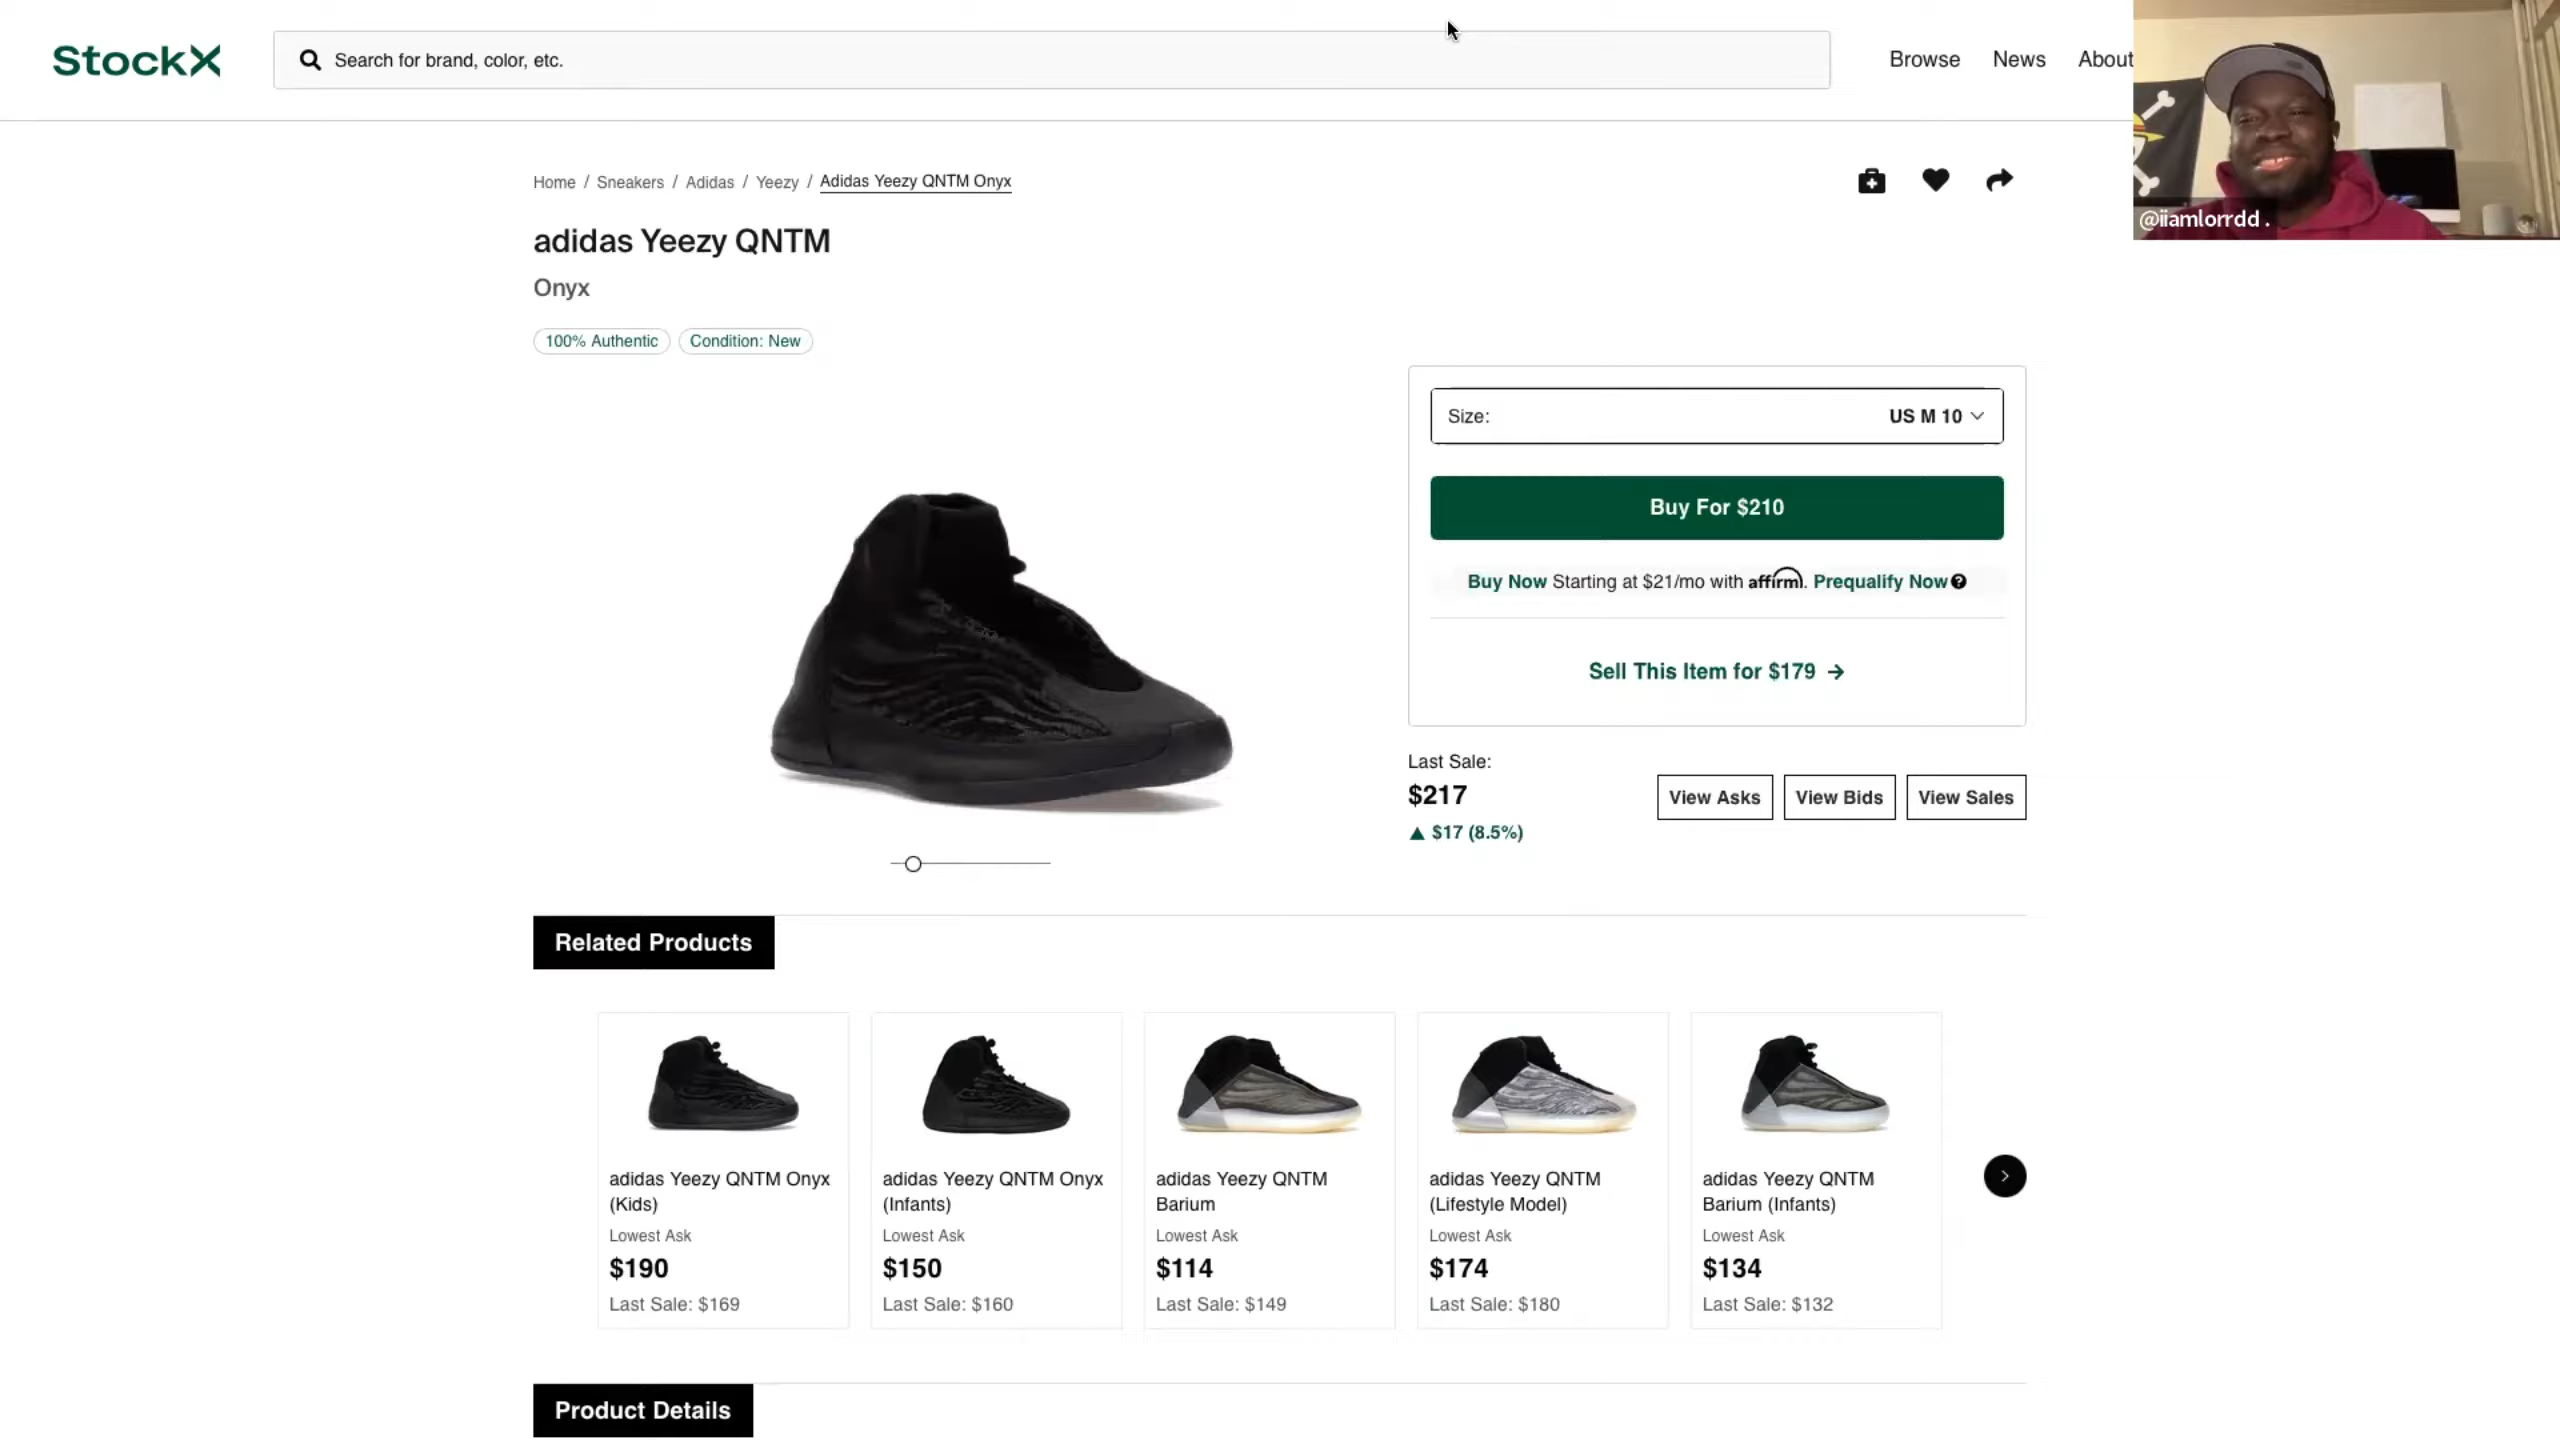 StockX
Search for brand, color, etc.
Browse
News
About
@iiamlorrdd .
Home / Sneakers / Adidas / Yeezy / Adidas Yeezy QNTM Onyx
adidas Yeezy QNTM
Onyx
100% Authentic
Condition: New
Size:
US M 10
Buy For $210
Buy Now Starting at $21/mo with affirm. Prequalify Now
Sell This Item for $179
Last Sale:
$217
$17 (8.5%)
View Asks
View Bids
View Sales
Related Products
adidas Yeezy QNTM Onyx
(Kids)
Lowest Ask
$190
Last Sale: $169
adidas Yeezy QNTM Onyx
(Infants)
Lowest Ask
$150
Last Sale: $160
adidas Yeezy QNTM
Barium
Lowest Ask
$114
Last Sale: $149
adidas Yeezy QNTM
(Lifestyle Model)
Lowest Ask
$174
Last Sale: $180
adidas Yeezy QNTM
Barium (Infants)
Lowest Ask
$134
Last Sale: $132
Product Details